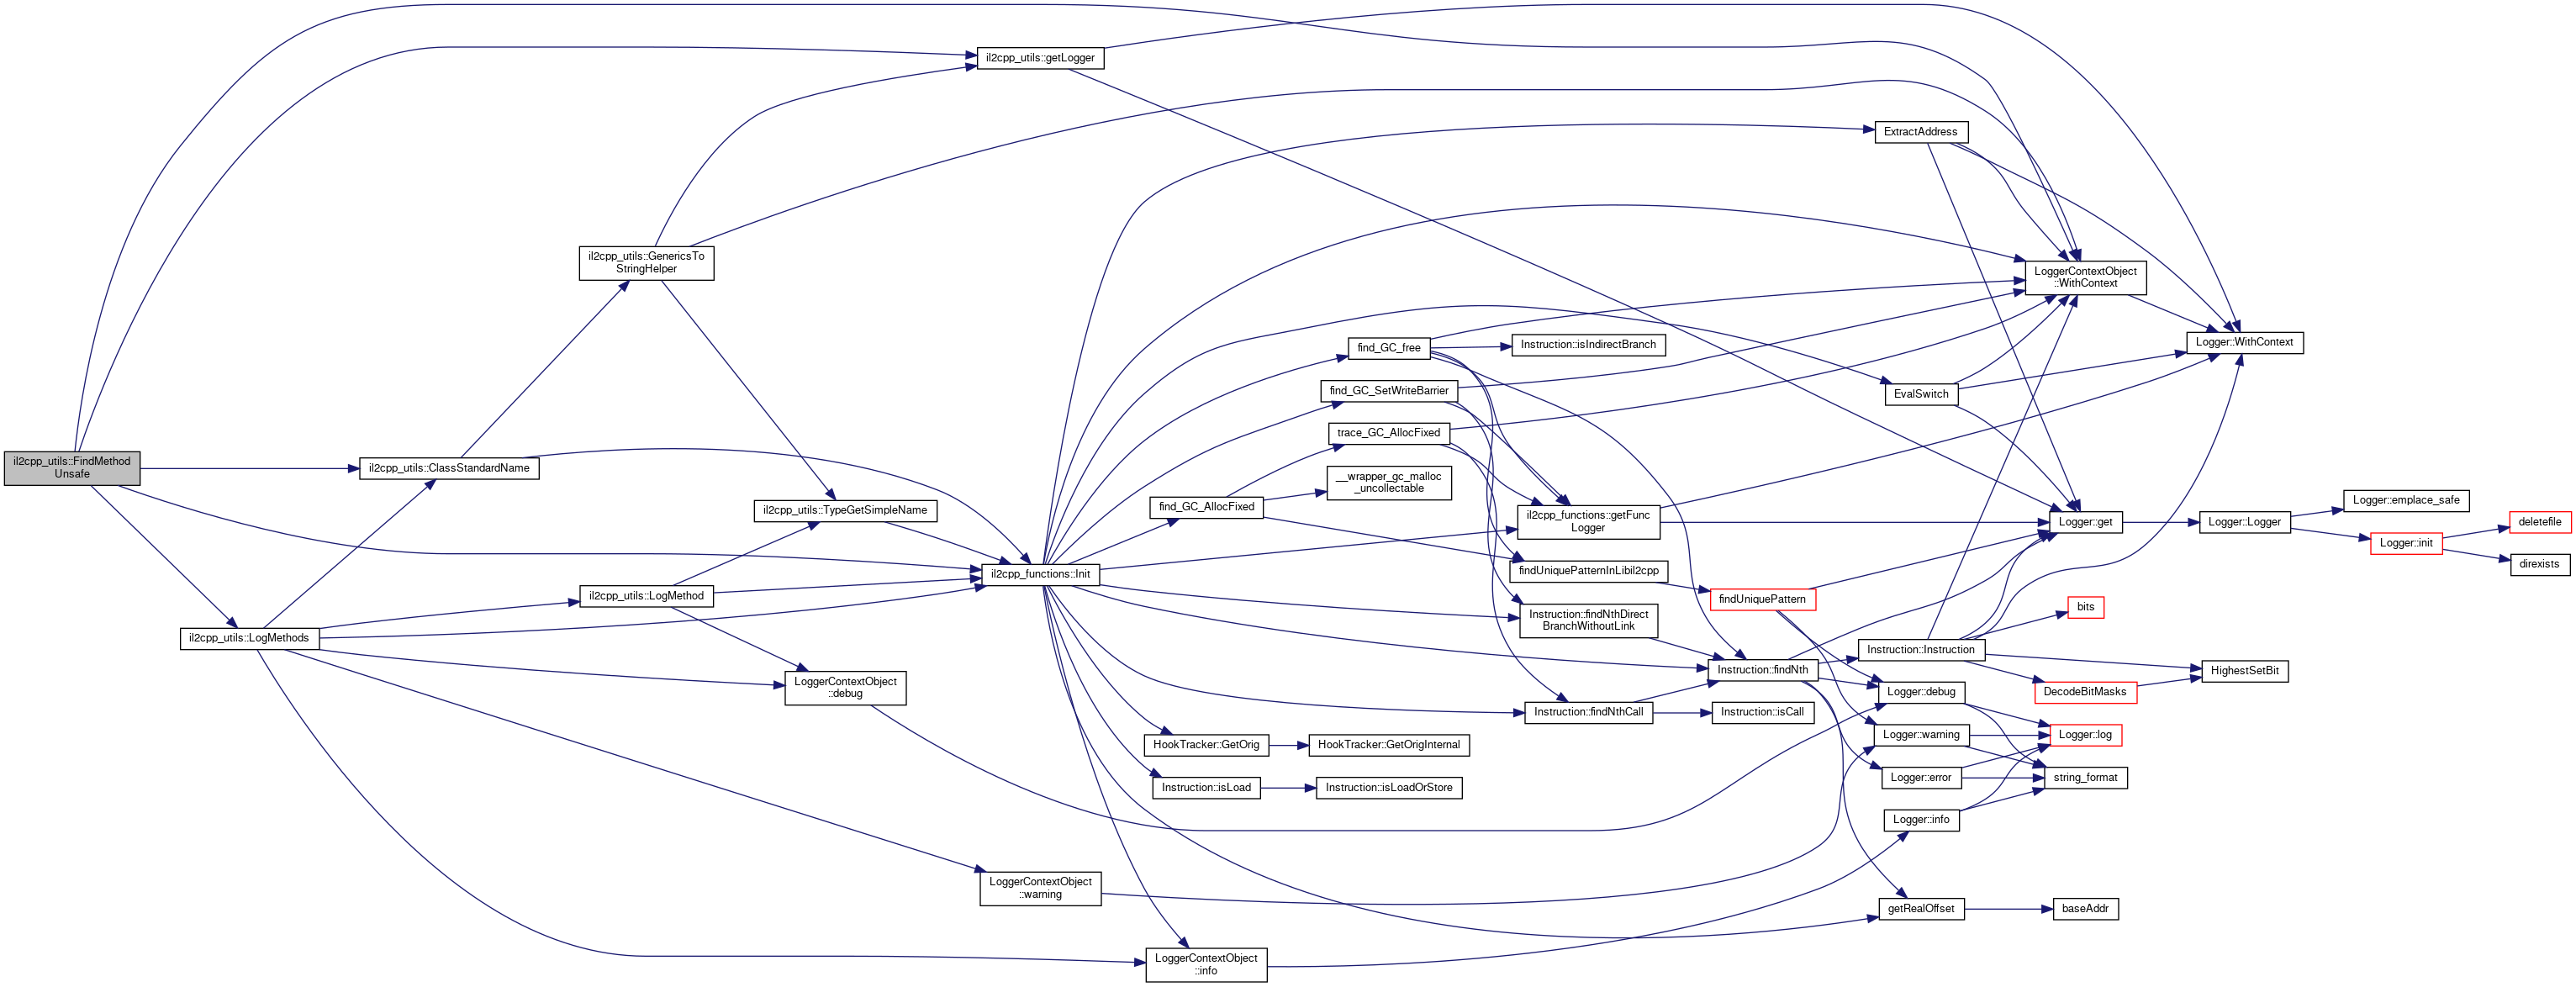 il2cpp_utils::getLogger
ExtractAddress
il2cpp_utils::GenericsTo
StringHelper
LoggerContextObject
::WithContext
find_GC_free
Instruction::isIndirectBranch
Logger::WithContext
find_GC_SetWriteBarrier
EvalSwitch
trace_GC_AllocFixed
il2cpp_utils::FindMethod
Unsafe
il2cpp_utils::ClassStandardName
__wrapper_gc_malloc
_uncollectable
il2cpp_utils::TypeGetSimpleName
find_GC_AllocFixed
il2cpp_functions::getFunc
Logger
Logger::get
Logger::Logger
Logger::emplace_safe
deletefile
Logger::init
direxists
il2cpp_functions::Init
findUniquePatternInLibil2cpp
il2cpp_utils::LogMethod
findUniquePattern
bits
il2cpp_utils::LogMethods
Instruction::findNthDirect
BranchWithoutLink
Instruction::Instruction
Instruction::findNth
HighestSetBit
LoggerContextObject
::debug
Logger::debug
DecodeBitMasks
Instruction::findNthCall
Instruction::isCall
Logger::warning
Logger::log
HookTracker::GetOrig
HookTracker::GetOrigInternal
Logger::error
string_format
Instruction::isLoad
Instruction::isLoadOrStore
Logger::info
LoggerContextObject
::warning
getRealOffset
baseAddr
LoggerContextObject
::info